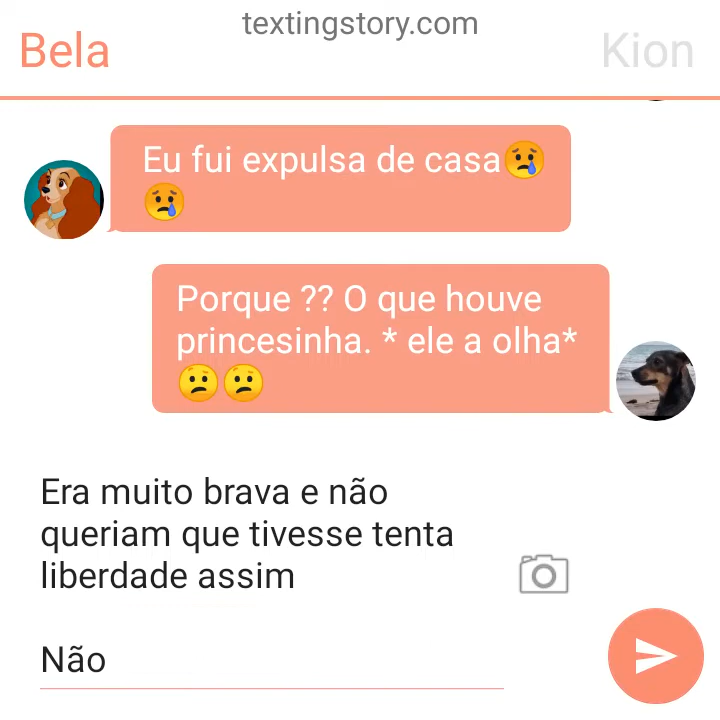 textingstory.com
Bela
Kion
Eu fui expulsa de casa😢
😢
Porque ?? O que houve
princesinha. * ele a olha*
😕😕
Era muito brava e não
queriam que tivesse tenta
liberdade assim
Não